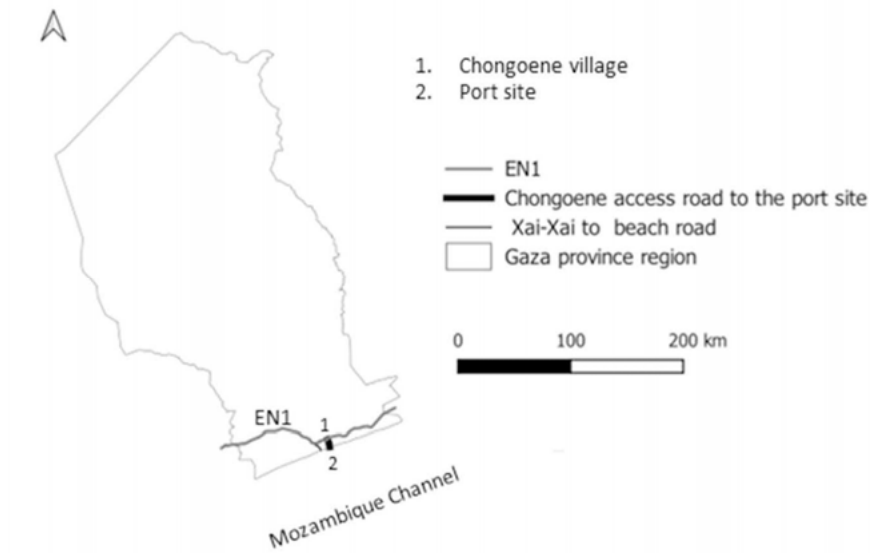 1. Chongoene village
2. Port site
EN1
Chongoene access road to the port site
Xai-Xai to beach road
Gaza province region
0 100 200 km
EN1
1
2
Mozambique Channel